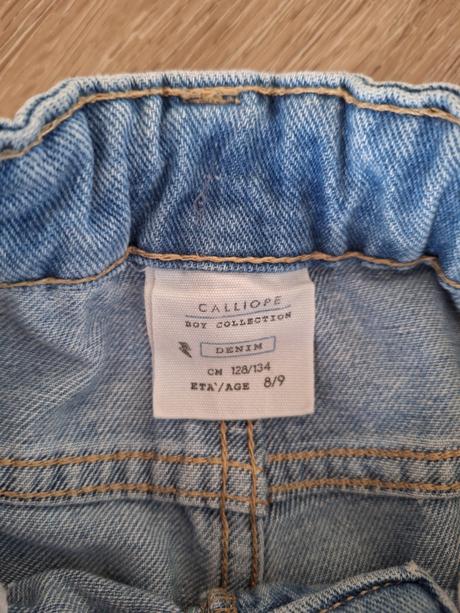 CALLIOPE
BOY COLLECTION
DENIM
CM 128/134
ETA'/AGE 8/9